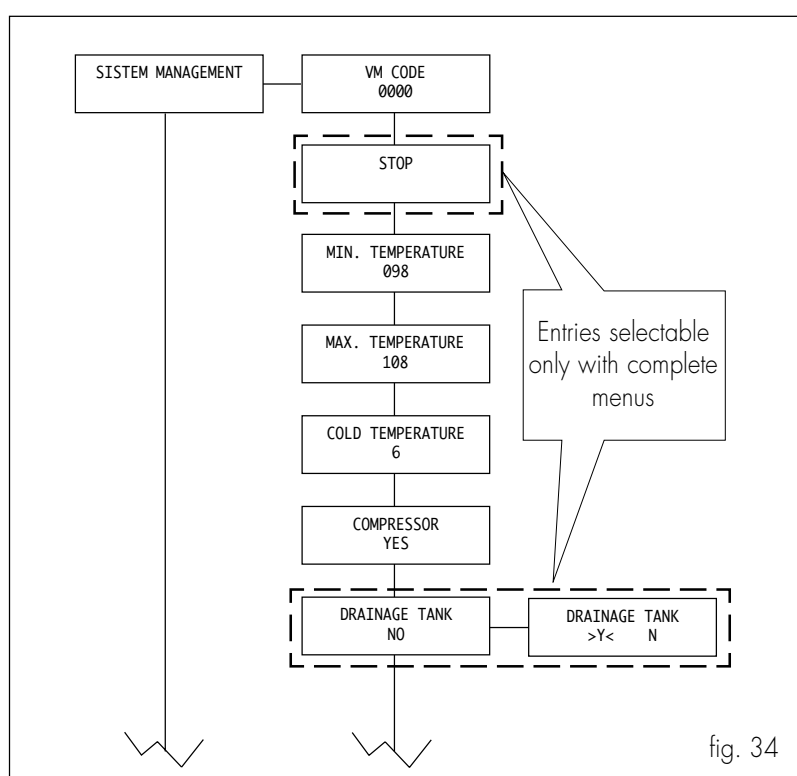 SISTEM MANAGEMENT
VM CODE
0000
STOP
MIN. TEMPERATURE
098
MAX. TEMPERATURE
108
COLD TEMPERATURE
6
COMPRESSOR
YES
DRAINAGE TANK
NO
DRAINAGE TANK
>Y< N
Entries selectable
only with complete
menus
fig. 34